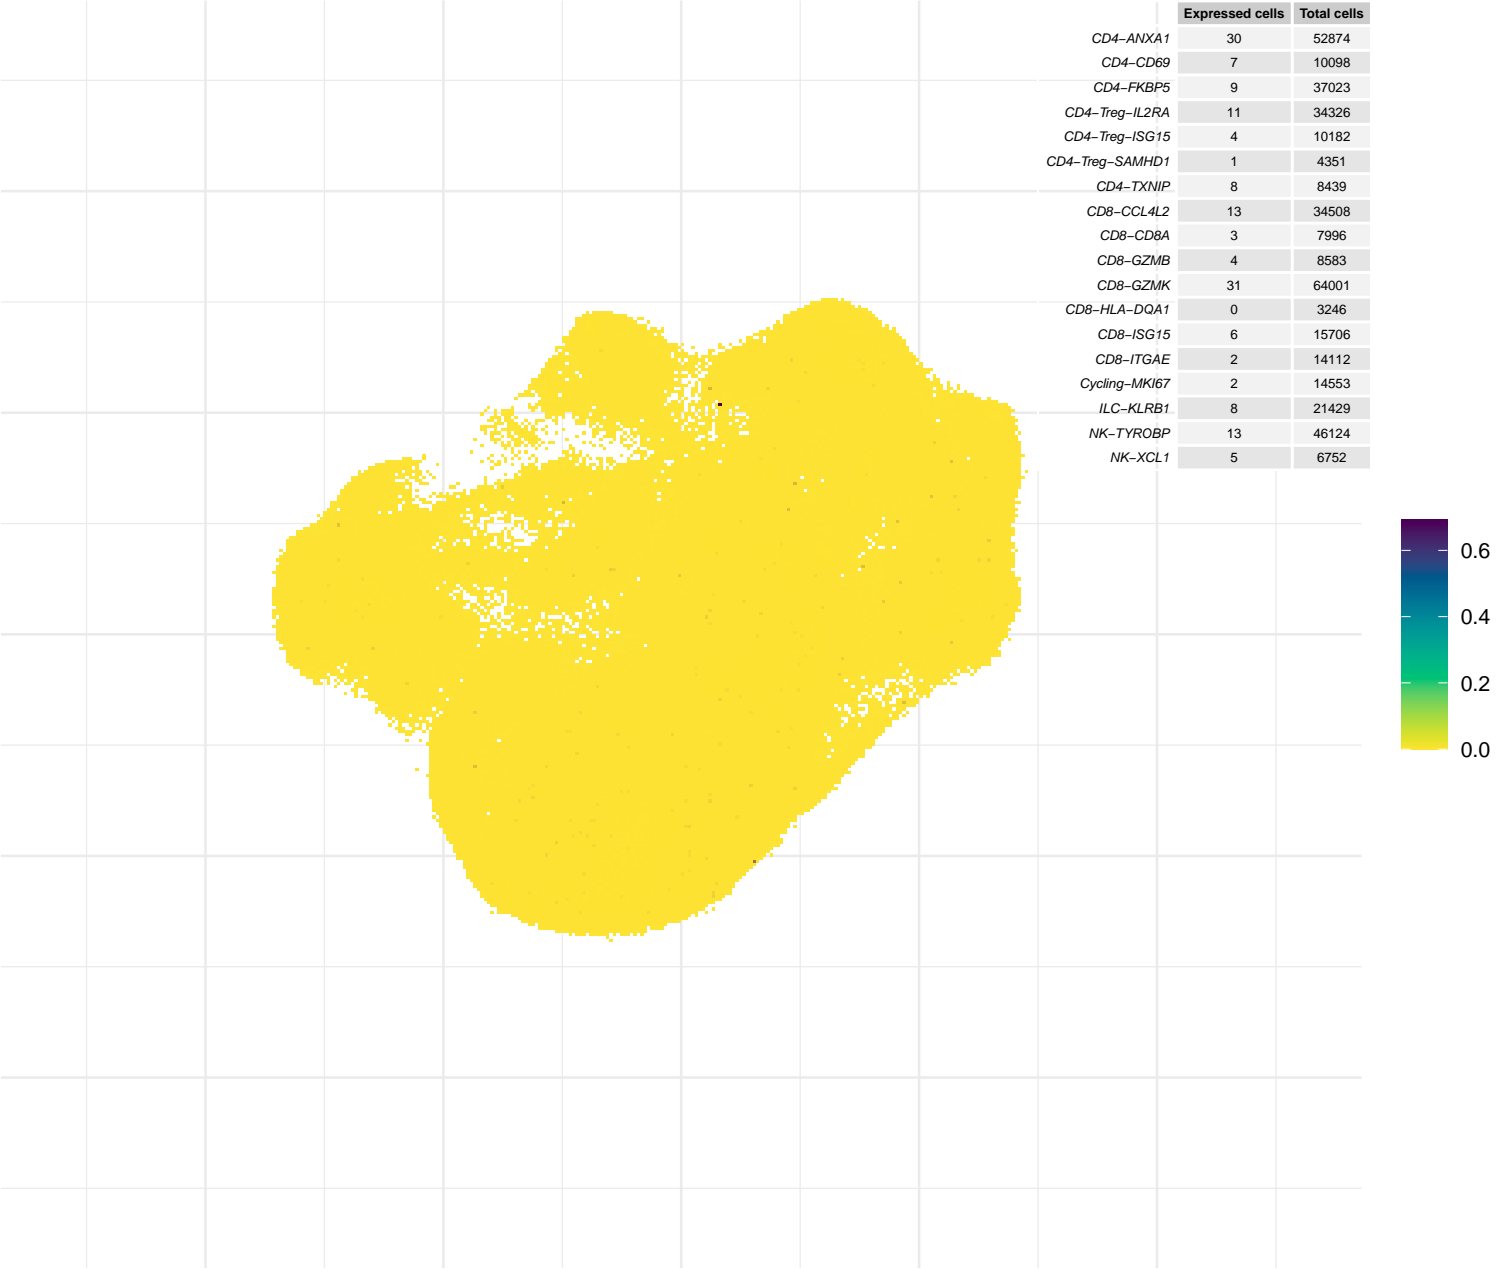 Expressed cells Total cells
CD4−ANXA1 30 52874
CD4−CD69 7 10098
CD4−FKBP5 9 37023
CD4−Treg−IL2RA 11 34326
CD4−Treg−ISG15 4 10182
CD4−Treg−SAMHD1 1 4351
CD4−TXNIP 8 8439
CD8−CCL4L2 13 34508
CD8−CD8A 3 7996
CD8−GZMB 4 8583
CD8−GZMK 31 64001
CD8−HLA−DQA1 0 3246
CD8−ISG15 6 15706
CD8−ITGAE 2 14112
Cycling−MKI67 2 14553
ILC−KLRB1 8 21429
NK−TYROBP 13 46124
NK−XCL1 5 6752
0.6
0.4
0.2
0.0